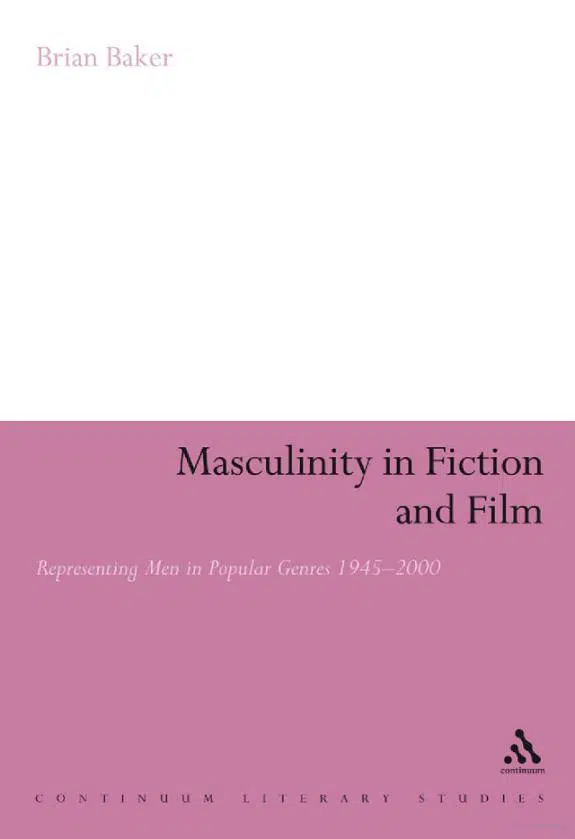 Brian Baker
Masculinity in Fiction
and Film
Representing Men in Popular Genres 1945–2000
continuum
CONTINUUM LITERARY STUDIES